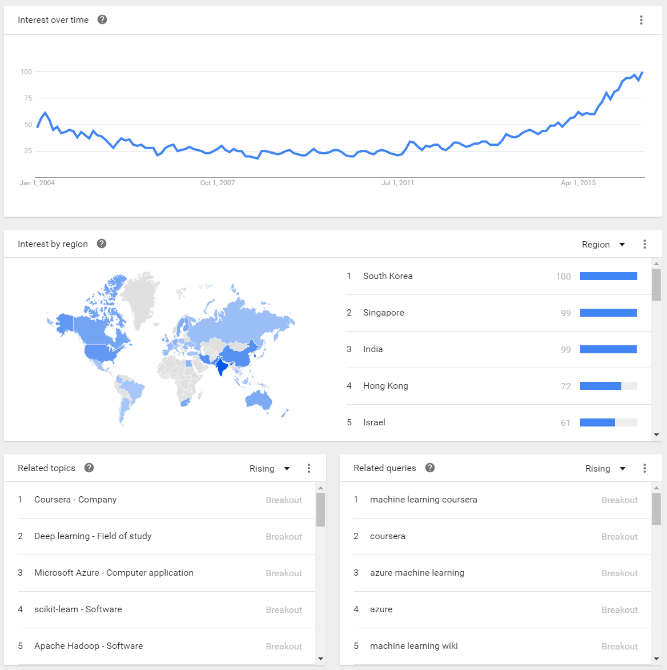 Interest over time
100
75
50
25
Jan 1, 2004
Oct 1, 2007
Jul 1, 2011
Apr 1, 2015
Interest by region
Region
1 South Korea 100
2 Singapore 99
3 India 99
4 Hong Kong 72
5 Israel 61
Related topics
Rising
1 Coursera - Company Breakout
2 Deep learning - Field of study Breakout
3 Microsoft Azure - Computer application Breakout
4 scikit-learn - Software Breakout
5 Apache Hadoop - Software Breakout
Related queries
Rising
1 machine learning coursera Breakout
2 coursera Breakout
3 azure machine learning Breakout
4 azure Breakout
5 machine learning wiki Breakout